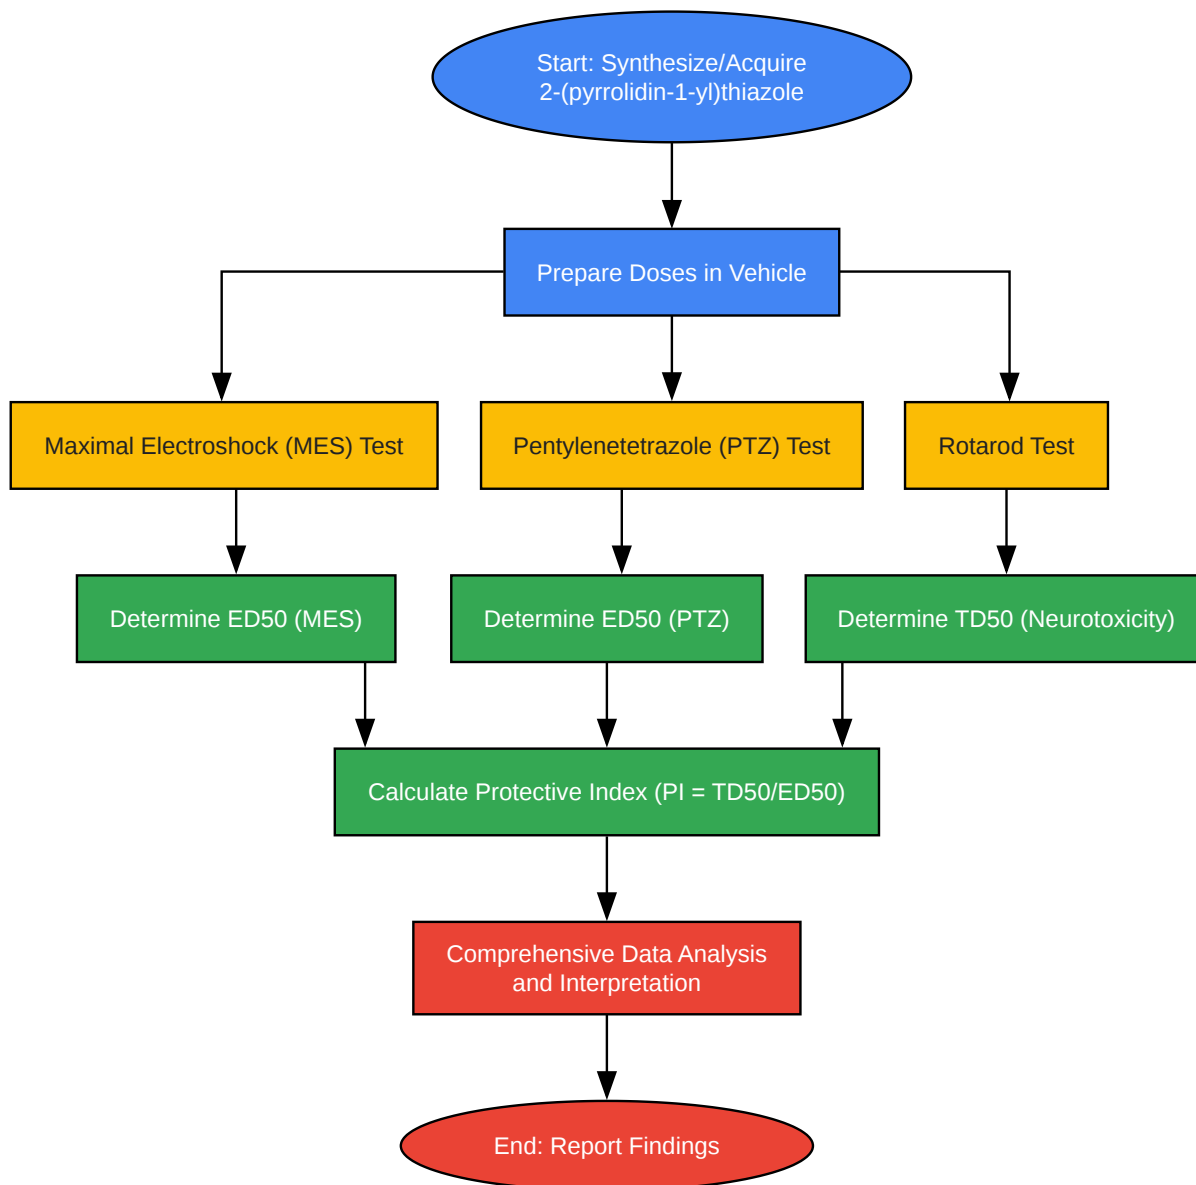 Start: Synthesize/Acquire
2-(pyrrolidin-1-yl)thiazole
Prepare Doses in Vehicle
Maximal Electroshock (MES) Test
Pentylenetetrazole (PTZ) Test
Rotarod Test
Determine ED50 (MES)
Determine ED50 (PTZ)
Determine TD50 (Neurotoxicity)
Calculate Protective Index (PI = TD50/ED50)
Comprehensive Data Analysis
and Interpretation
End: Report Findings